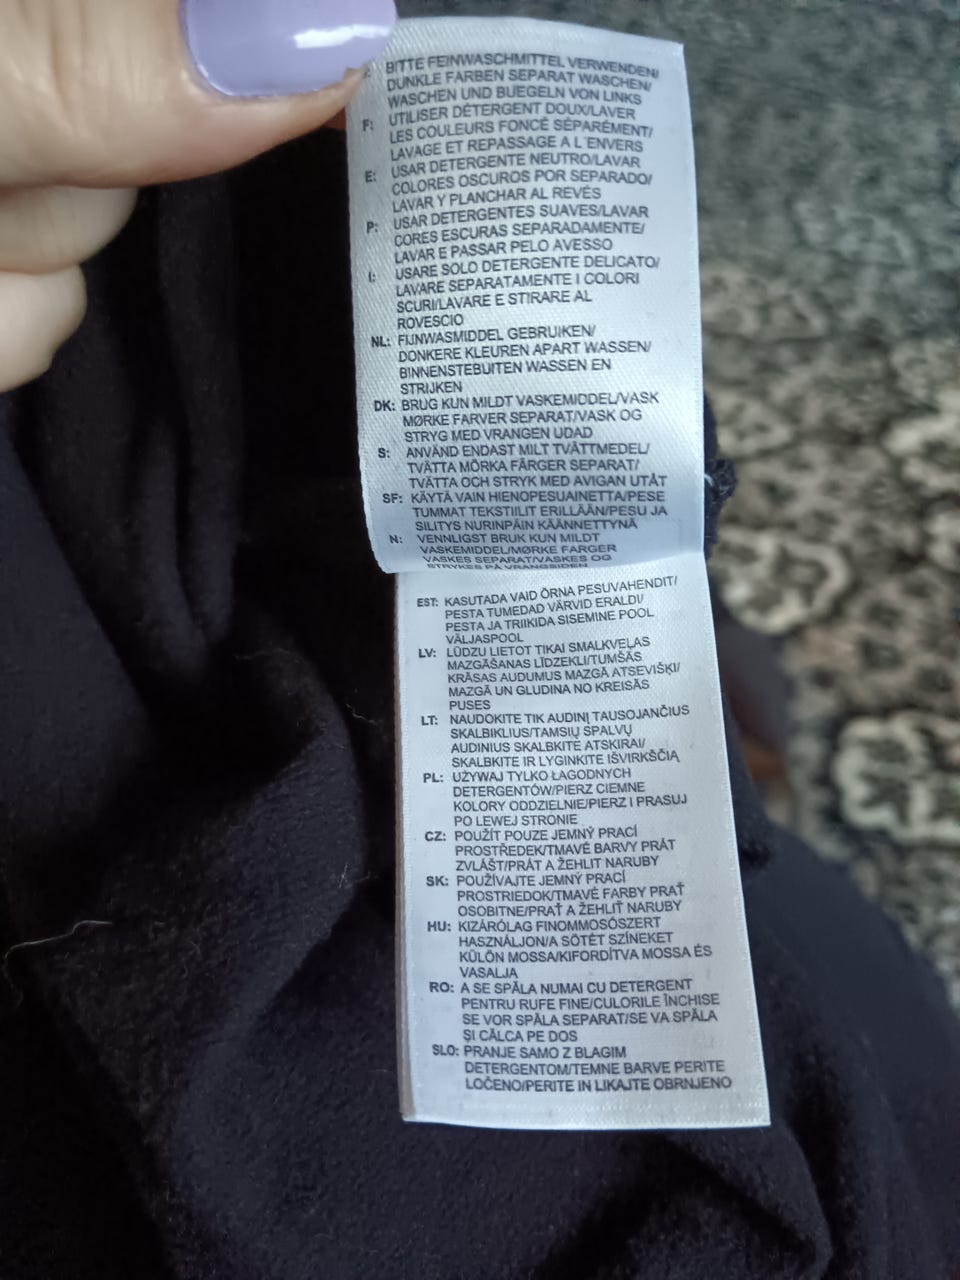 BITTE FEINWASCHMITTEL VERWENDEN/
DUNKLE FARBEN SEPARAT WASCHEN/
WASCHEN UND BUEGELN VON LINKS
F: UTILISER DÉTERGENT DOUX/LAVER
LES COULEURS FONCÉ SÉPARÉMENT/
LAVAGE ET REPASSAGE A L'ENVERS
E: USAR DETERGENTE NEUTRO/LAVAR
COLORES OSCUROS POR SEPARADO/
LAVAR Y PLANCHAR AL REVÉS
P: USAR DETERGENTES SUAVES/LAVAR
CORES ESCURAS SEPARADAMENTE/
LAVAR E PASSAR PELO AVESSO
I: USARE SOLO DETERGENTE DELICATO/
LAVARE SEPARATAMENTE I COLORI
SCURI/LAVARE E STIRARE AL
ROVESCIO
NL: FIJNWASMIDDEL GEBRUIKEN/
DONKERE KLEUREN APART WASSEN/
BINNENSTEBUITEN WASSEN EN
STRIJKEN
DK: BRUG KUN MILDT VASKEMIDDEL/VASK
MØRKE FARVER SEPARAT/VASK OG
STRYG MED VRANGEN UDAD
S: ANVÄND ENDAST MILT TVÄTTMEDEL/
TVÄTTA MÖRKA FÄRGER SEPARAT/
TVÄTTA OCH STRYK MED AVIGAN UTÅT
SF: KÄYTÄ VAIN HIENOPESUAINETTA/PESE
TUMMAT TEKSTIILIT ERILLÄÄN/PESU JA
SILITYS NURINPÄIN KÄÄNNETTYNÄ
N: VENNLIGST BRUK KUN MILDT
VASKEMIDDEL/MØRKE FARGER
VASKES SEPARAT/VASKES OG
STRYKES PÅ VRANGSIDEN
EST: KASUTADA VAID ÕRNA PESUVAHENDIT/
PESTA TUMEDAD VÄRVID ERALDI/
PESTA JA TRIIKIDA SISEMINE POOL
VÄLJASPOOL
LV: LŪDZU LIETOT TIKAI SMALKVEĻAS
MAZGĀŠANAS LĪDZEKLI/TUMŠĀS
KRĀSAS AUDUMUS MAZGĀ ATSEVIŠĶI/
MAZGĀ UN GLUDINA NO KREISĀS
PUSES
LT: NAUDOKITE TIK AUDINĮ TAUSOJANČIUS
SKALBIKLIUS/TAMSIŲ SPALVŲ
AUDINIUS SKALBKITE ATSKIRAI/
SKALBKITE IR LYGINKITE IŠVIRKŠČIĄ
PL: UŻYWAJ TYLKO ŁAGODNYCH
DETERGENTÓW/PIERZ CIEMNE
KOLORY ODDZIELNIE/PIERZ I PRASUJ
PO LEWEJ STRONIE
CZ: POUŽÍT POUZE JEMNÝ PRACÍ
PROSTŘEDEK/TMAVÉ BARVY PRÁT
ZVLÁŠT/PRÁT A ŽEHLIT NARUBY
SK: POUŽÍVAJTE JEMNÝ PRACÍ
PROSTRIEDOK/TMAVÉ FARBY PRAŤ
OSOBITNE/PRAŤ A ŽEHLIŤ NARUBY
HU: KIZÁRÓLAG FINOMMOSÓSZERT
HASZNÁLJON/A SÖTÉT SZÍNEKET
KÜLÖN MOSSA/KIFORDÍTVA MOSSA ÉS
VASALJA
RO: A SE SPĂLA NUMAI CU DETERGENT
PENTRU RUFE FINE/CULORILE ÎNCHISE
SE VOR SPĂLA SEPARAT/SE VA SPĂLA
ȘI CĂLCA PE DOS
SLO: PRANJE SAMO Z BLAGIM
DETERGENTOM/TEMNE BARVE PERITE
LOČENO/PERITE IN LIKAJTE OBRNJENO